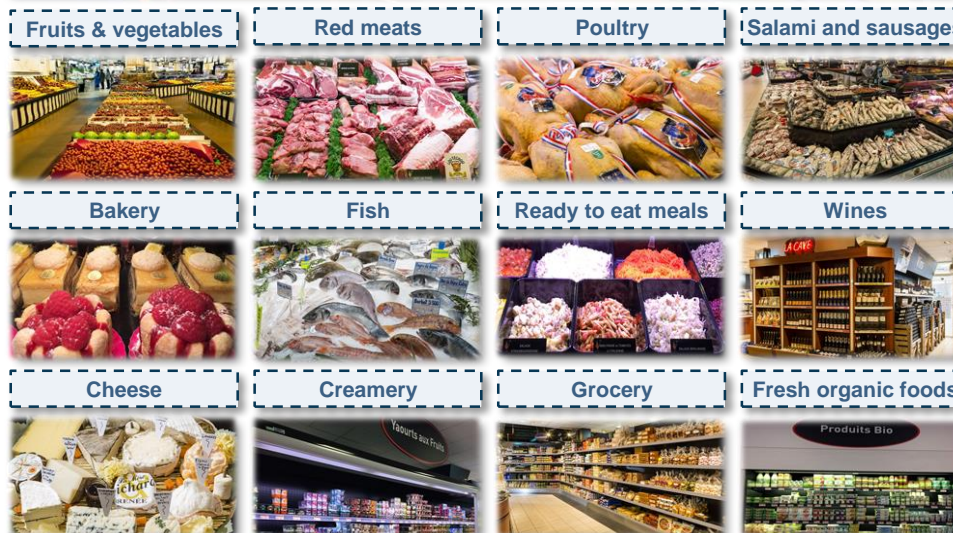 Fruits & vegetables
Red meats
Poultry
Salami and sausages
Bakery
Fish
Ready to eat meals
Wines
LA CAVE
Cheese
Creamery
Grocery
Fresh organic foods
Yaourts aux Fruits
Produits Bio